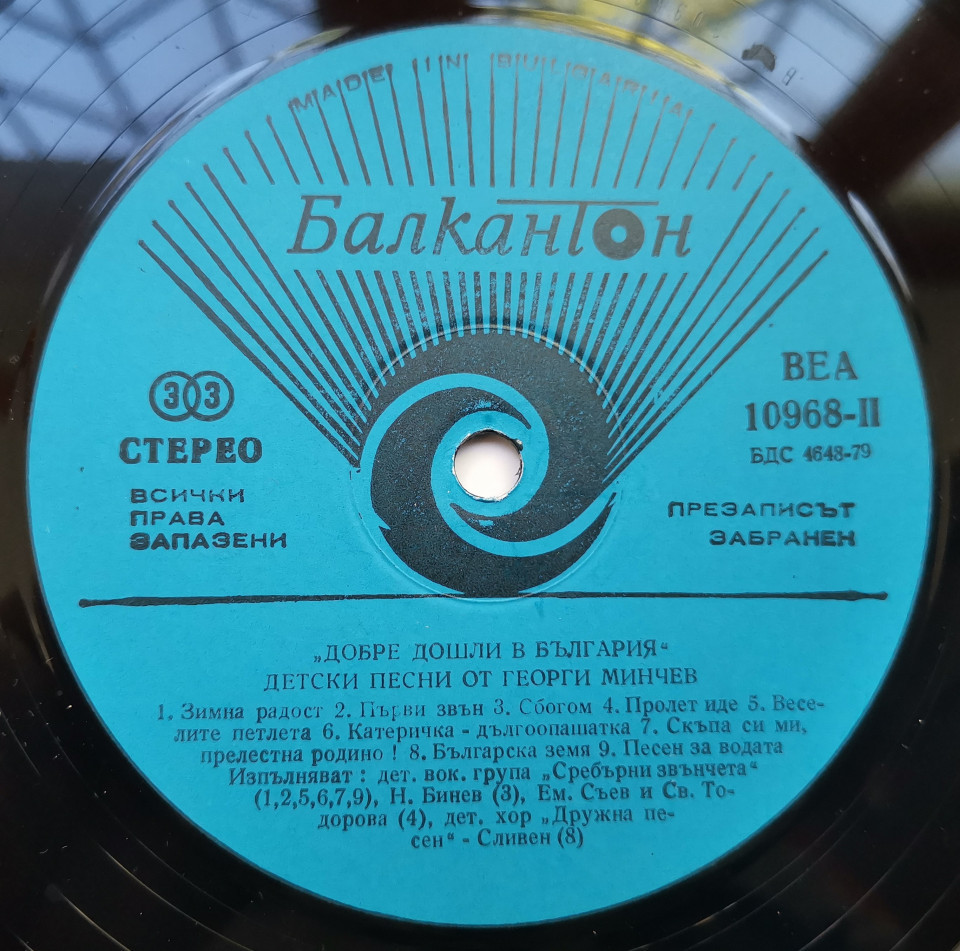 MADE IN BULGARIA
БалканТон
33
СТЕРЕО
ВСИЧКИ
ПРАВА
ЗАПАЗЕНИ
ВЕА
10968-II
БДС 4648-79
ПРЕЗАПИСЪТ
ЗАБРАНЕН
„ДОБРЕ ДОШЛИ В БЪЛГАРИЯ“
ДЕТСКИ ПЕСНИ ОТ ГЕОРГИ МИНЧЕВ
1. Зимна радост 2. Първи звън 3. Сбогом 4. Пролет иде 5. Весе-
лите петлета 6. Катеричка - дългоопашатка 7. Скъпа си ми,
прелестна родино ! 8. Българска земя 9. Песен за водата
Изпълняват : дет. вок. група „Сребърни звънчета“
(1,2,5,6,7,9), Н. Бинев (3), Ем. Съев и Св. То-
дорова (4), дет. хор „Дружна пе-
сен“ - Сливен (8)